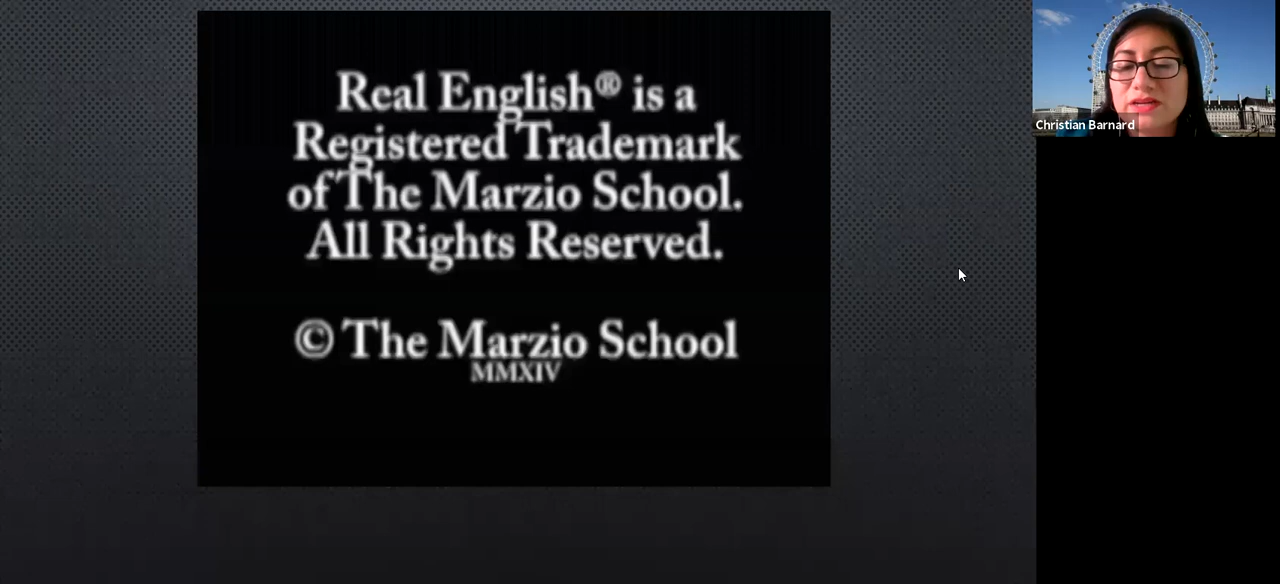 Real English® is a
Registered Trademark
of The Marzio School.
All Rights Reserved.
© The Marzio School
MMXIV
Christian Barnard